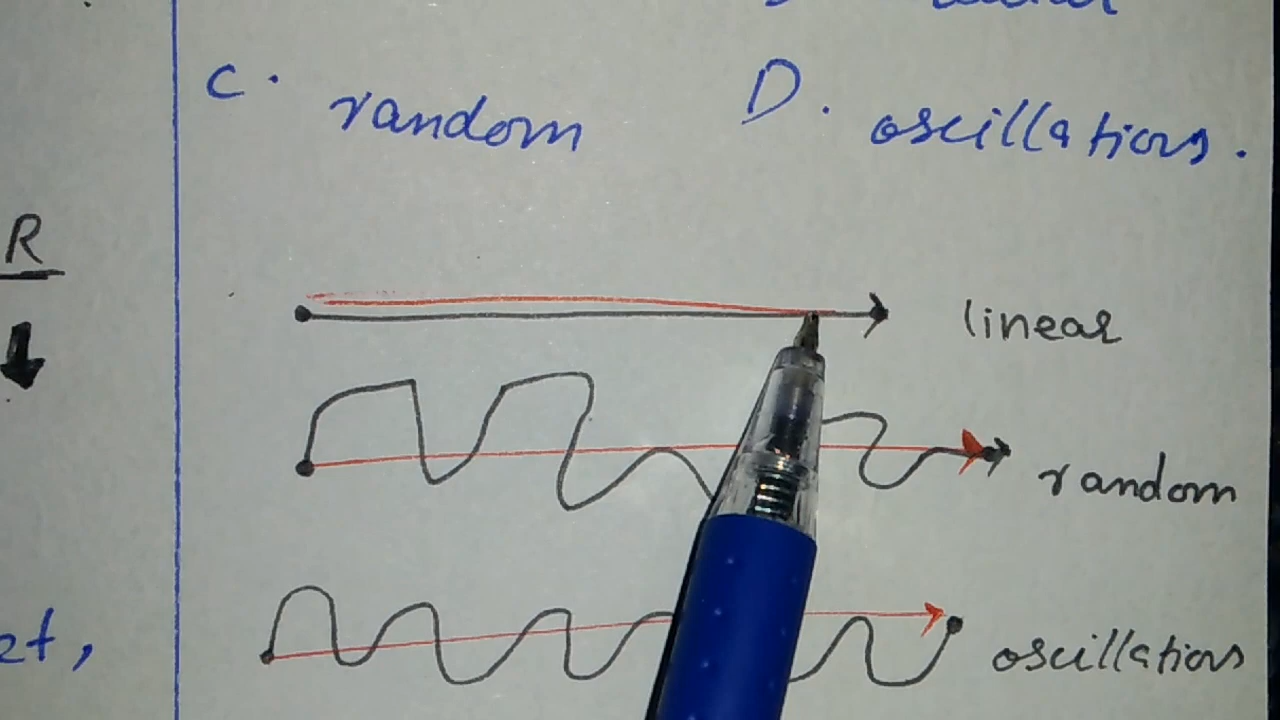 C. random D. oscillations.
R
linear
random
oscillations